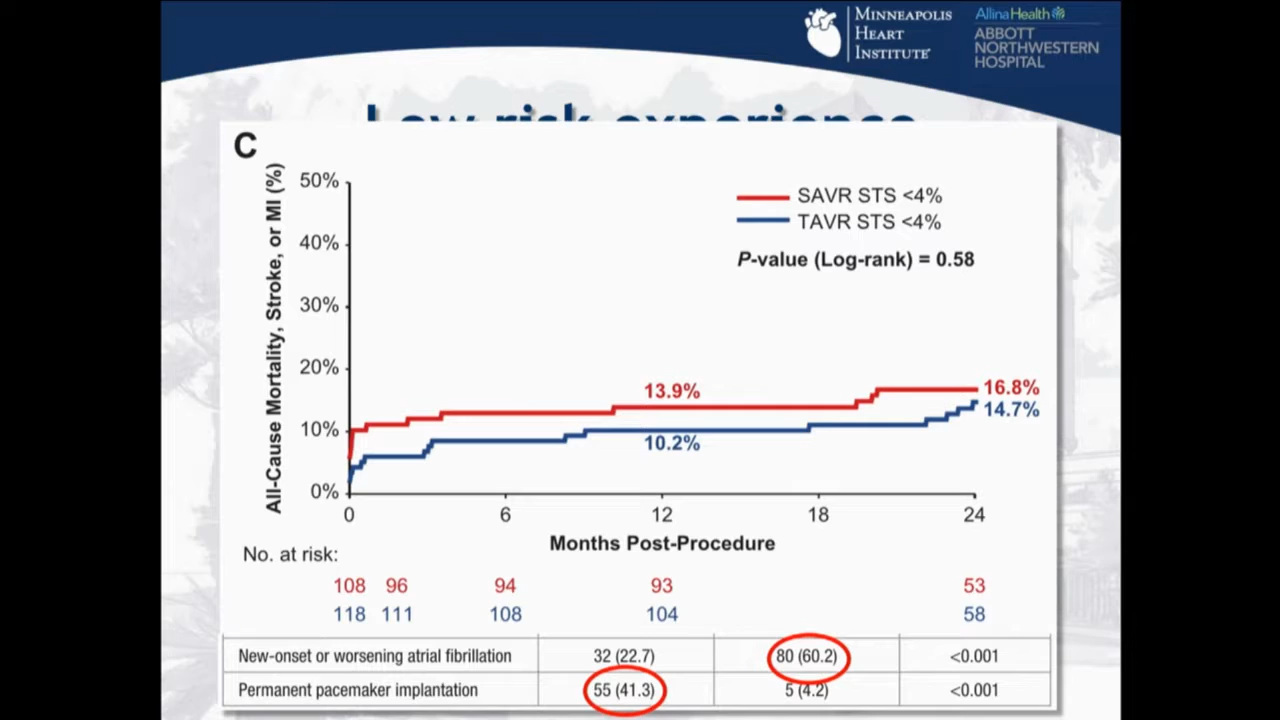 MINNEAPOLIS
HEART
INSTITUTE
AllinaHealth
ABBOTT
NORTHWESTERN
HOSPITAL
Low risk experience
C
All-Cause Mortality, Stroke, or MI (%)
50%
40%
30%
20%
10%
0%
SAVR STS <4%
TAVR STS <4%
P-value (Log-rank) = 0.58
13.9%
16.8%
14.7%
10.2%
0 6 12 18 24
Months Post-Procedure
No. at risk:
108 96 94 93 53
118 111 108 104 58
New-onset or worsening atrial fibrillation 32 (22.7) 80 (60.2) <0.001
Permanent pacemaker implantation 55 (41.3) 5 (4.2) <0.001